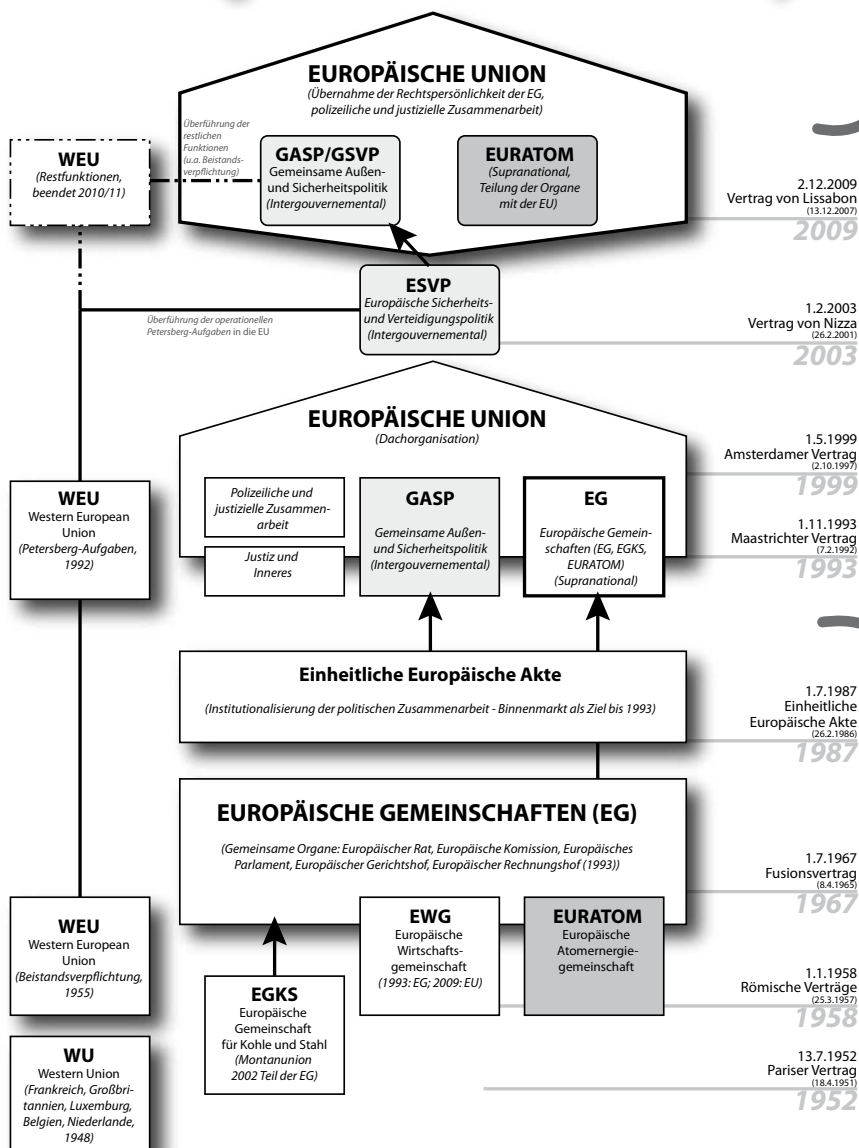 EUROPÄISCHE UNION
(Übernahme der Rechtspersönlichkeit der EG,
polizeiliche und justizielle Zusammenarbeit)
Überführung der
restlichen
Funktionen
(u.a. Beistands-
verpflichtung)
WEU
(Restfunktionen,
beendet 2010/11)
GASP/GSVP
Gemeinsame Außen-
und Sicherheitspolitik
(Intergouvernemental)
EURATOM
(Supranational,
Teilung der Organe
mit der EU)
2.12.2009
Vertrag von Lissabon
(13.12.2007)
2009
ESVP
Europäische Sicherheits-
und Verteidigungspolitik
(Intergouvernemental)
Überführung der operationellen
Petersberg-Aufgaben in die EU
1.2.2003
Vertrag von Nizza
(26.2.2001)
2003
EUROPÄISCHE UNION
(Dachorganisation)
1.5.1999
Amsterdamer Vertrag
(2.10.1997)
1999
WEU
Western European
Union
(Petersberg-Aufgaben,
1992)
Polizeiliche und
justizielle Zusammen-
arbeit
Justiz und
Inneres
GASP
Gemeinsame Außen-
und Sicherheitspolitik
(Intergouvernemental)
EG
Europäische Gemein-
schaften (EG, EGKS,
EURATOM)
(Supranational)
1.11.1993
Maastrichter Vertrag
(7.2.1992)
1993
Einheitliche Europäische Akte
(Institutionalisierung der politischen Zusammenarbeit - Binnenmarkt als Ziel bis 1993)
1.7.1987
Einheitliche
Europäische Akte
(26.2.1986)
1987
EUROPÄISCHE GEMEINSCHAFTEN (EG)
(Gemeinsame Organe: Europäischer Rat, Europäische Komission, Europäisches
Parlament, Europäischer Gerichtshof, Europäischer Rechnungshof (1993))
1.7.1967
Fusionsvertrag
(8.4.1965)
1967
WEU
Western European
Union
(Beistandsverpflichtung,
1955)
EWG
Europäische
Wirtschafts-
gemeinschaft
(1993: EG; 2009: EU)
EURATOM
Europäische
Atomernergie-
gemeinschaft
1.1.1958
Römische Verträge
(25.3.1957)
1958
EGKS
Europäische
Gemeinschaft
für Kohle und Stahl
(Montanunion
2002 Teil der EG)
WU
Western Union
(Frankreich, Großbri-
tannien, Luxemburg,
Belgien, Niederlande,
1948)
13.7.1952
Pariser Vertrag
(18.4.1951)
1952